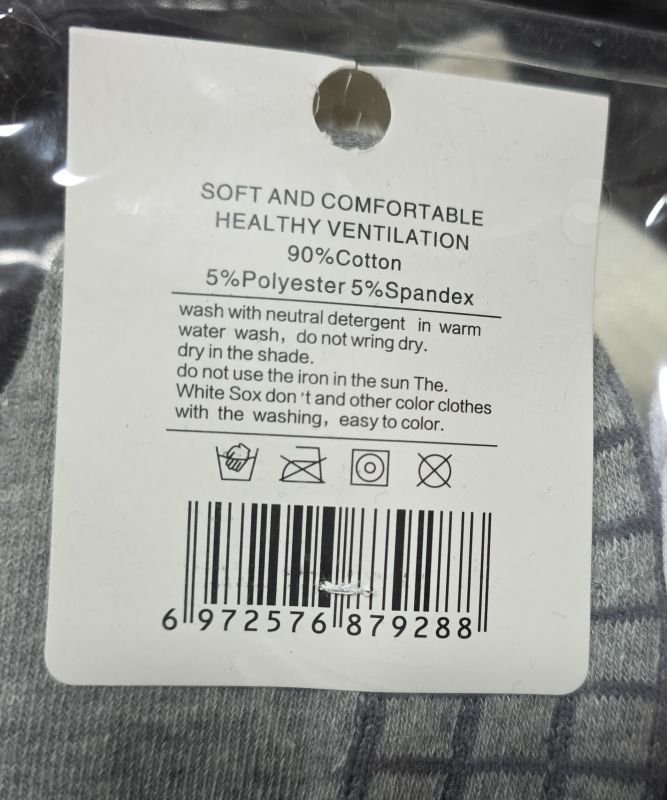 SOFT AND COMFORTABLE
HEALTHY VENTILATION
90%Cotton
5%Polyester 5%Spandex
wash with neutral detergent in warm
water wash, do not wring dry.
dry in the shade.
do not use the iron in the sun The.
White Sox don't and other color clothes
with the washing, easy to color.
6 972576 879288